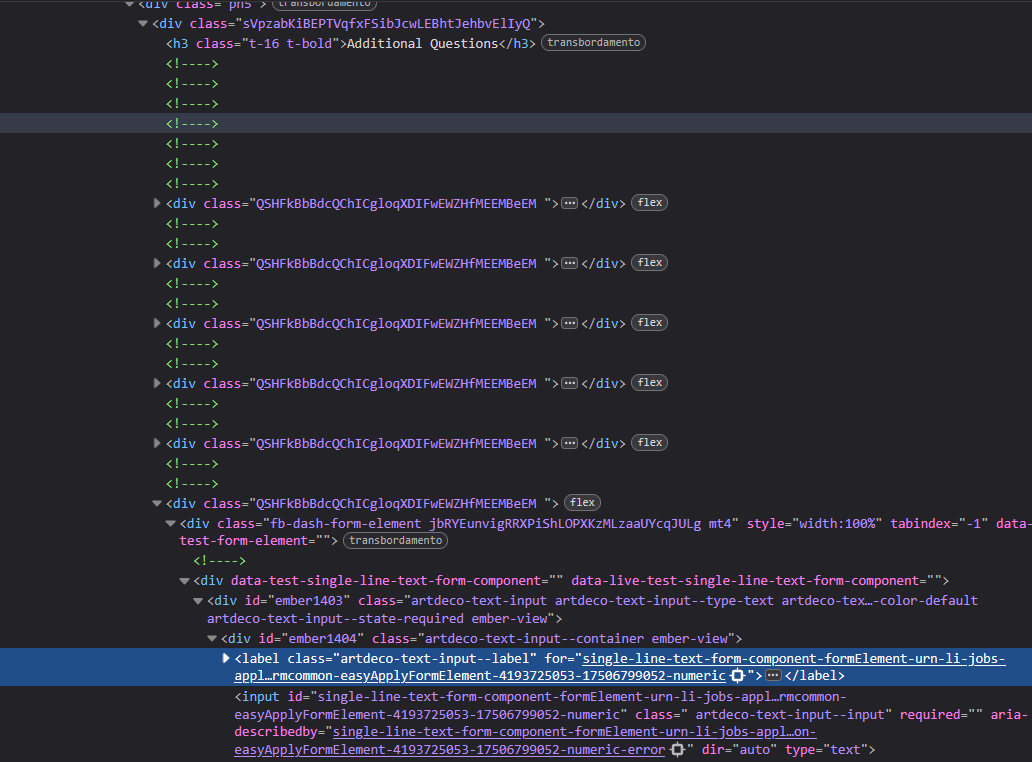 <div class="ph5"> transbordamento
<div class="sVpzabKiBEPTVqfxFSibJcwLEBhtJehbvElIyQ">
<h3 class="t-16 t-bold">Additional Questions</h3> transbordamento
<!---->
<!---->
<!---->
<!---->
<!---->
<!---->
<!---->
<div class="QSHFkBbBdcQChICgloqXDIFwEWZHfMEEMBeEM ">…</div> flex
<!---->
<!---->
<div class="QSHFkBbBdcQChICgloqXDIFwEWZHfMEEMBeEM ">…</div> flex
<!---->
<!---->
<div class="QSHFkBbBdcQChICgloqXDIFwEWZHfMEEMBeEM ">…</div> flex
<!---->
<!---->
<div class="QSHFkBbBdcQChICgloqXDIFwEWZHfMEEMBeEM ">…</div> flex
<!---->
<!---->
<div class="QSHFkBbBdcQChICgloqXDIFwEWZHfMEEMBeEM ">…</div> flex
<!---->
<!---->
<div class="QSHFkBbBdcQChICgloqXDIFwEWZHfMEEMBeEM "> flex
<div class="fb-dash-form-element jbRYEunvigRRXPiShLOPXKzMLzaaUYcqJULg mt4" style="width:100%" tabindex="-1" data-
test-form-element=""> transbordamento
<!---->
<div data-test-single-line-text-form-component="" data-live-test-single-line-text-form-component="">
<div id="ember1403" class="artdeco-text-input artdeco-text-input--type-text artdeco-tex…-color-default
artdeco-text-input--state-required ember-view">
<div id="ember1404" class="artdeco-text-input--container ember-view">
<label class="artdeco-text-input--label" for="single-line-text-form-component-formElement-urn-li-jobs-
appl…rmcommon-easyApplyFormElement-4193725053-17506799052-numeric">…</label>
<input id="single-line-text-form-component-formElement-urn-li-jobs-appl…rmcommon-
easyApplyFormElement-4193725053-17506799052-numeric" class=" artdeco-text-input--input" required="" aria-
describedby="single-line-text-form-component-formElement-urn-li-jobs-appl…on-
easyApplyFormElement-4193725053-17506799052-numeric-error" dir="auto" type="text">